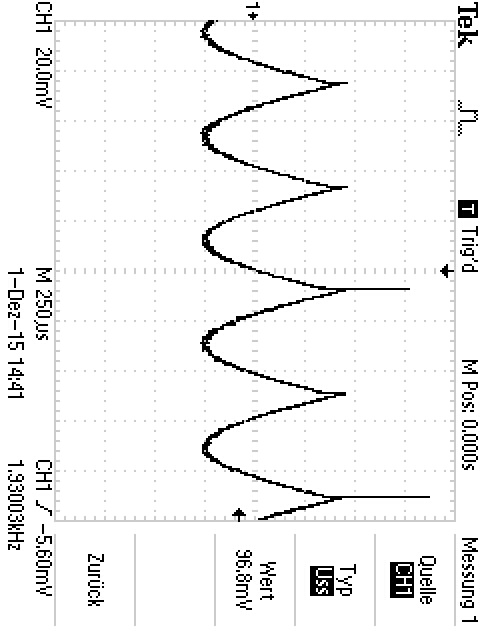 Tek
T Trig'd
M Pos: 0.000s
Messung 1
1
Quelle
CH1
Typ
Uss
Wert
96.8mV
Zurück
CH1 20.0mV
M 250µs
CH1 / -5.60mV
1-Dez-15 14:41
1.93003kHz